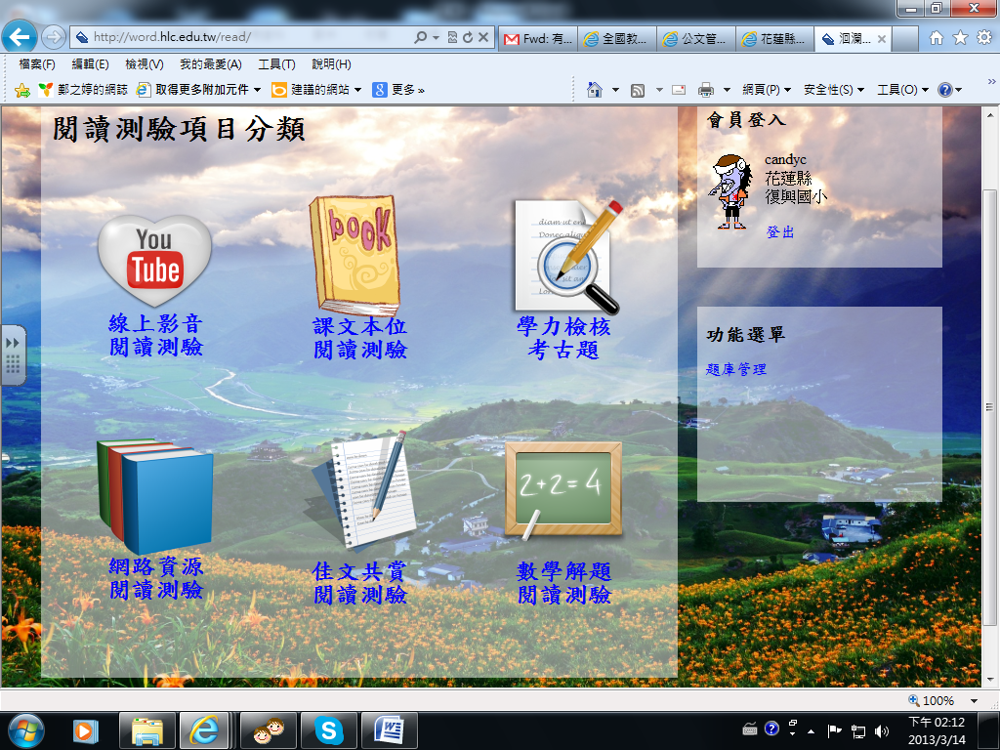 http://word.hlc.edu.tw/read/
Fwd: 有...
全國教...
公文管...
花蓮縣...
洄瀾...
檔案(F) 編輯(E) 檢視(V) 我的最愛(A) 工具(T) 說明(H)
鄭之婷的網誌 取得更多附加元件 建議的網站 更多 »
網頁(P) 安全性(S) 工具(O)
閱讀測驗項目分類
You
Tube
線上影音
閱讀測驗
BOOK
課文本位
閱讀測驗
diam ut
Donec
學力檢核
考古題
網路資源
閱讀測驗
佳文共賞
閱讀測驗
2+2=4
數學解題
閱讀測驗
會員登入
candyc
花蓮縣
復興國小
登出
功能選單
題庫管理
100%
下午 02:12
2013/3/14